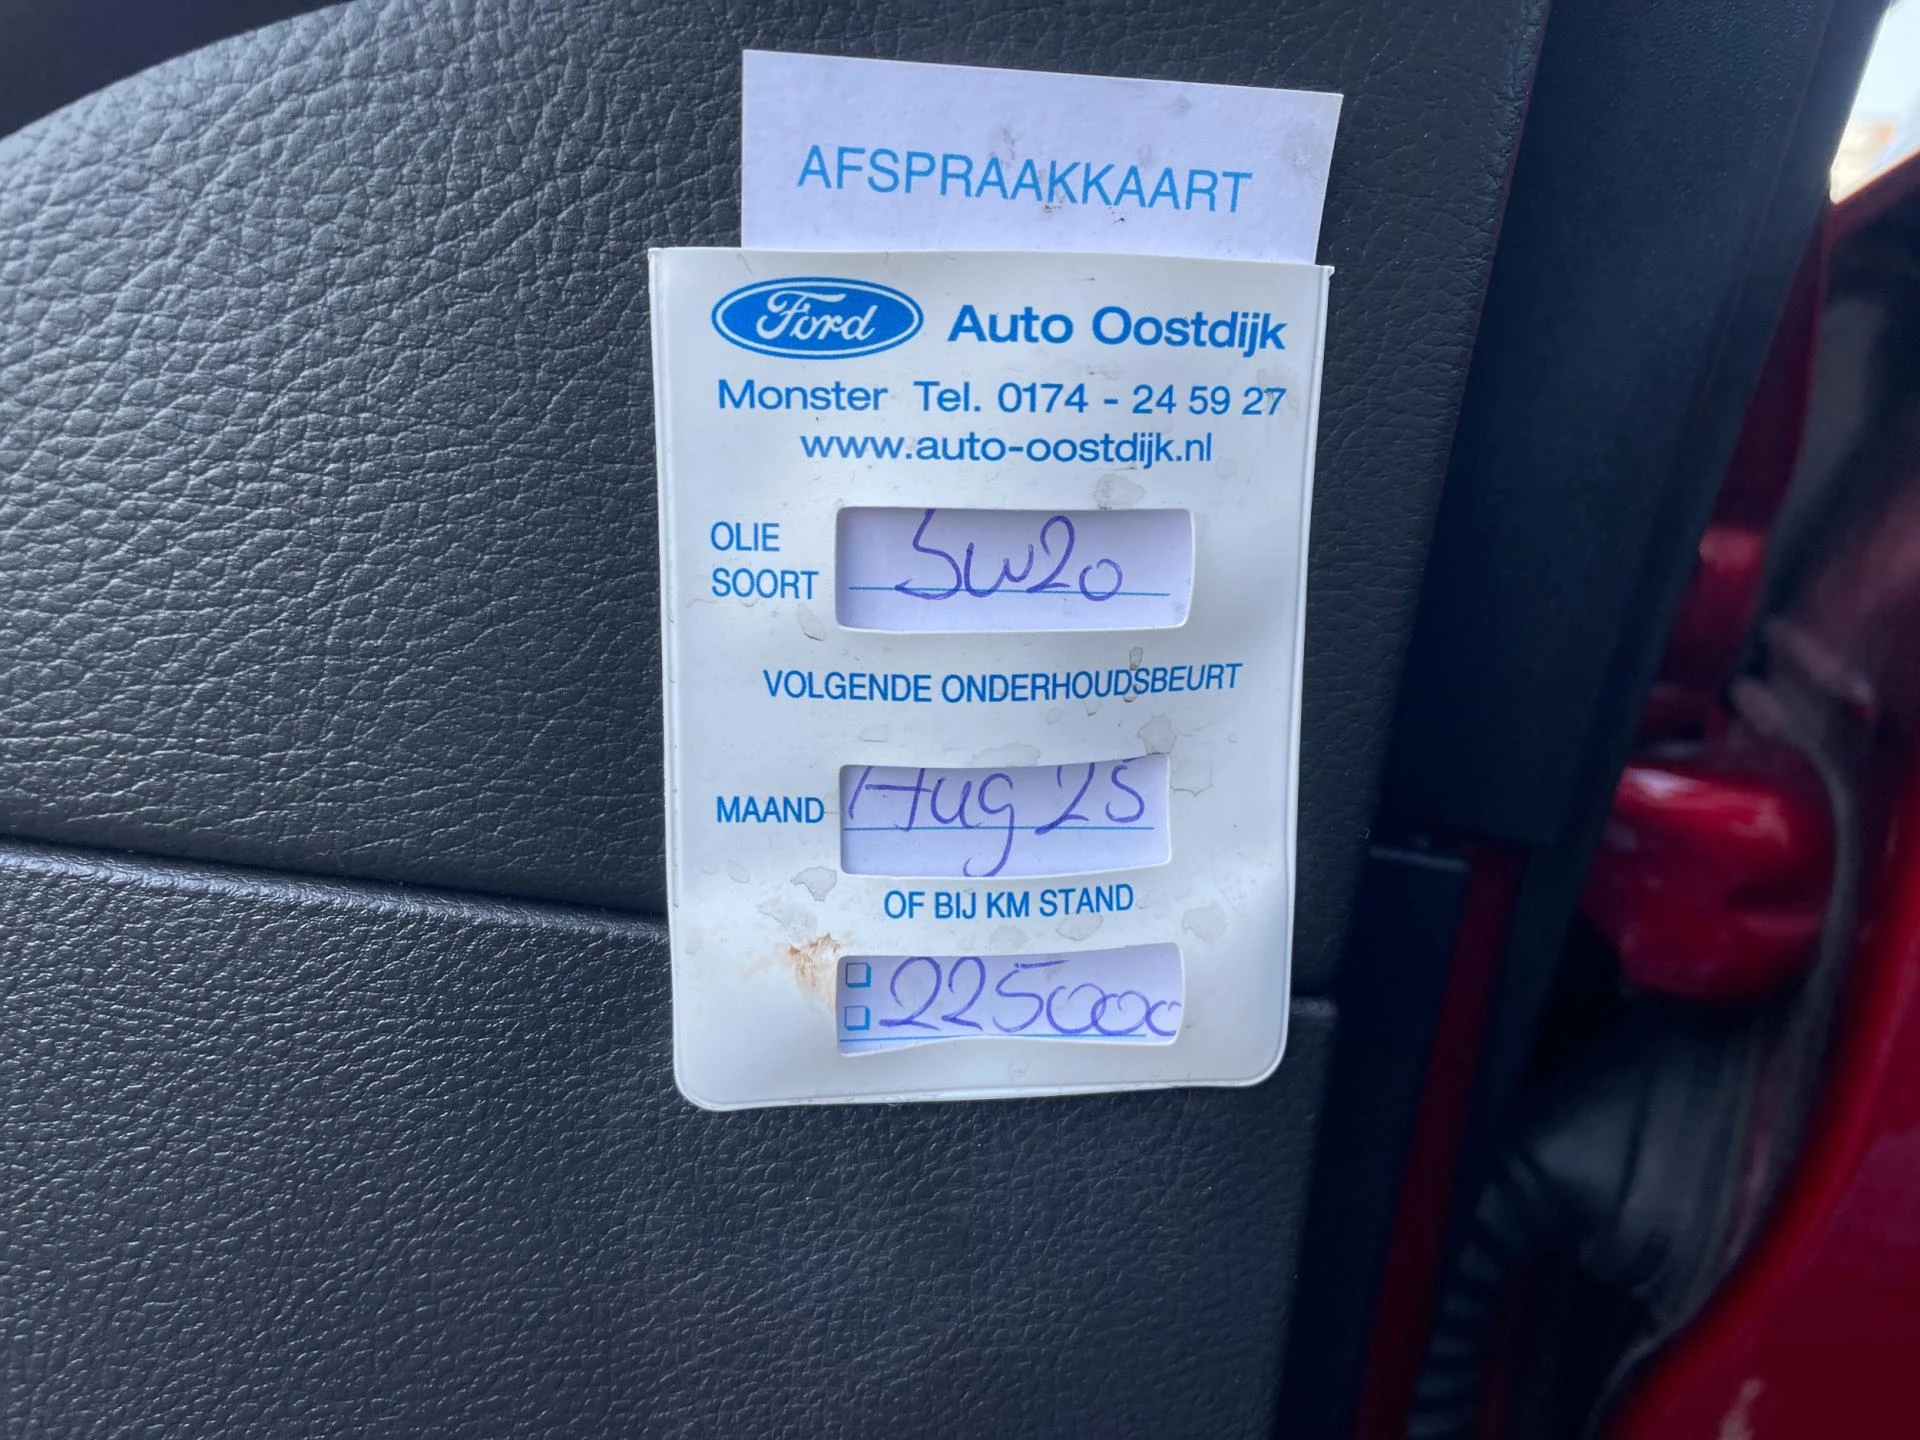 AFSPRAAKKAART
Ford Auto Oostdijk
Monster Tel. 0174 - 24 59 27
www.auto-oostdijk.nl
OLIE SOORT 5w20
VOLGENDE ONDERHOUDSBEURT
MAAND Aug 25
OF BIJ KM STAND
225000